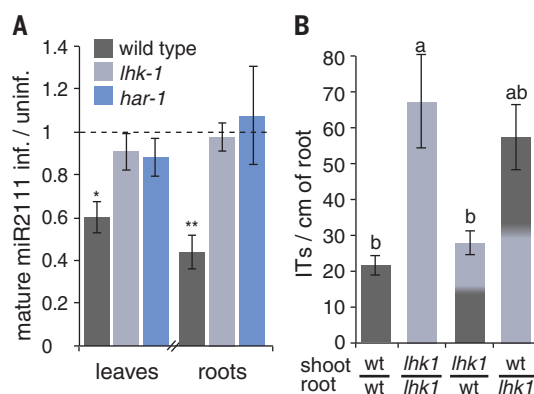 A
mature miR2111 inf. / uninf.
1.4
1.2
1
0.8
0.6
0.4
0.2
0
wild type
lhk-1
har-1
*
**
leaves
roots
B
ITs / cm of root
80
70
60
50
40
30
20
10
0
b
a
b
ab
shoot wt lhk1 lhk1 wt
root wt lhk1 wt lhk1